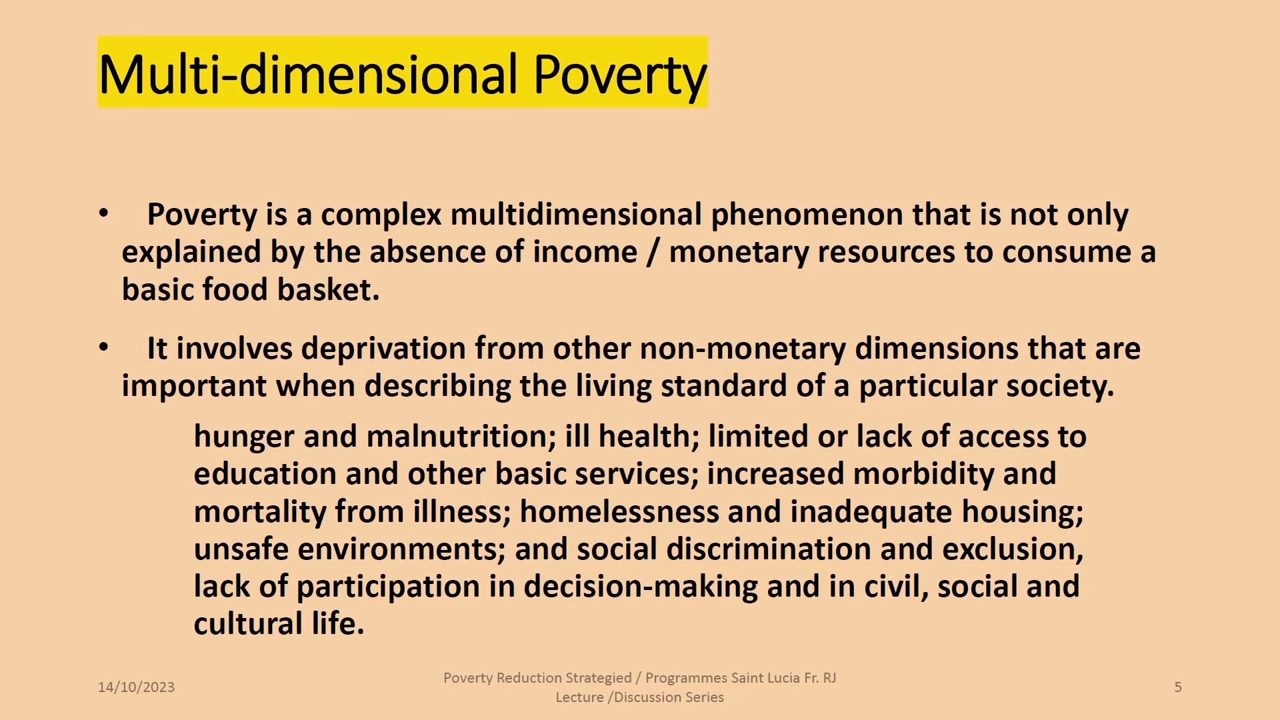 Multi-dimensional Poverty
• Poverty is a complex multidimensional phenomenon that is not only
explained by the absence of income / monetary resources to consume a
basic food basket.
• It involves deprivation from other non-monetary dimensions that are
important when describing the living standard of a particular society.
hunger and malnutrition; ill health; limited or lack of access to
education and other basic services; increased morbidity and
mortality from illness; homelessness and inadequate housing;
unsafe environments; and social discrimination and exclusion,
lack of participation in decision-making and in civil, social and
cultural life.
14/10/2023
Poverty Reduction Strategied / Programmes Saint Lucia Fr. RJ
Lecture /Discussion Series
5